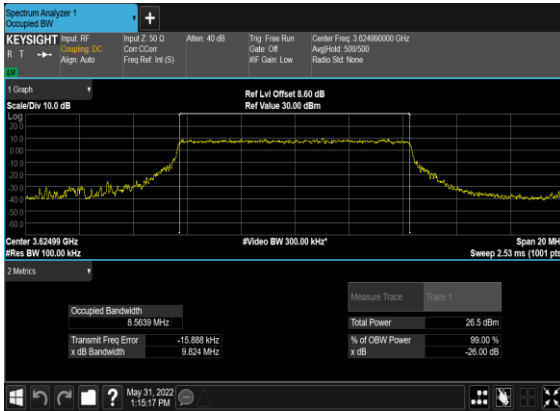 Spectrum Analyzer 1
Occupied BW
+
KEYSIGHT Input: RF Input Z: 50 Ω Atten: 40 dB Trig: Free Run Center Freq: 3.624990000 GHz
R T Coupling: DC Corr CCorr Gate: Off Avg|Hold: 500/500
Align: Auto Freq Ref: Int (S) #IF Gain: Low Radio Std: None
1 Graph
Scale/Div 10.0 dB Ref Lvl Offset 8.60 dB
Ref Value 30.00 dBm
Log
20.0
10.0
0.00
-10.0
-20.0
-30.0
-40.0
-50.0
-60.0
Center 3.62499 GHz #Video BW 300.00 kHz* Span 20 MH
#Res BW 100.00 kHz Sweep 2.53 ms (1001 pts
2 Metrics
Measure Trace Trace 1
Occupied Bandwidth
8.5639 MHz Total Power 26.5 dBm
Transmit Freq Error -15.888 kHz % of OBW Power 99.00 %
x dB Bandwidth 9.824 MHz x dB -26.00 dB
? May 31, 2022
1:15:17 PM